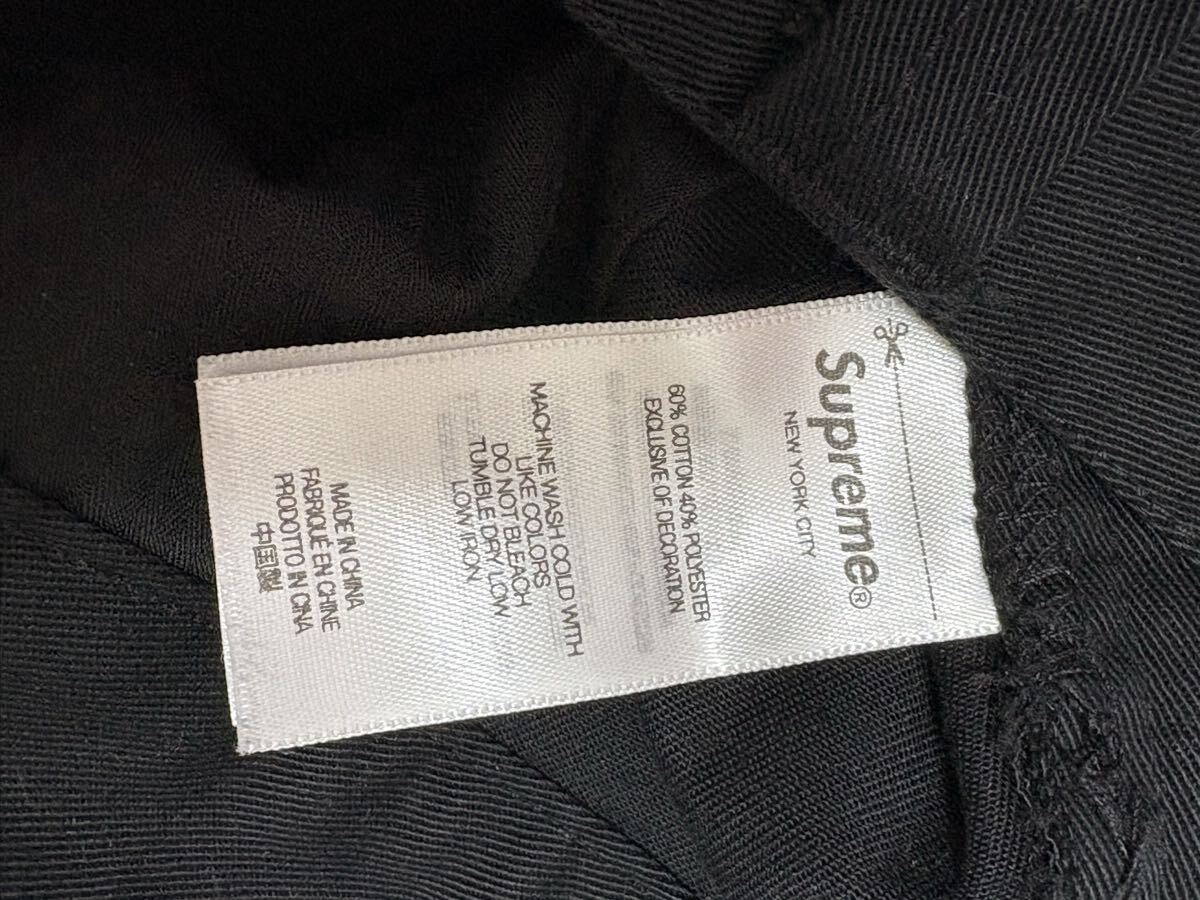 Supreme®
NEW YORK CITY
60% COTTON 40% POLYESTER
EXCLUSIVE OF DECORATION
MACHINE WASH COLD WITH
LIKE COLORS
DO NOT BLEACH
TUMBLE DRY LOW
LOW IRON
MADE IN CHINA
FABRIQUÉ EN CHINE
PRODOTTO IN CINA
中国製